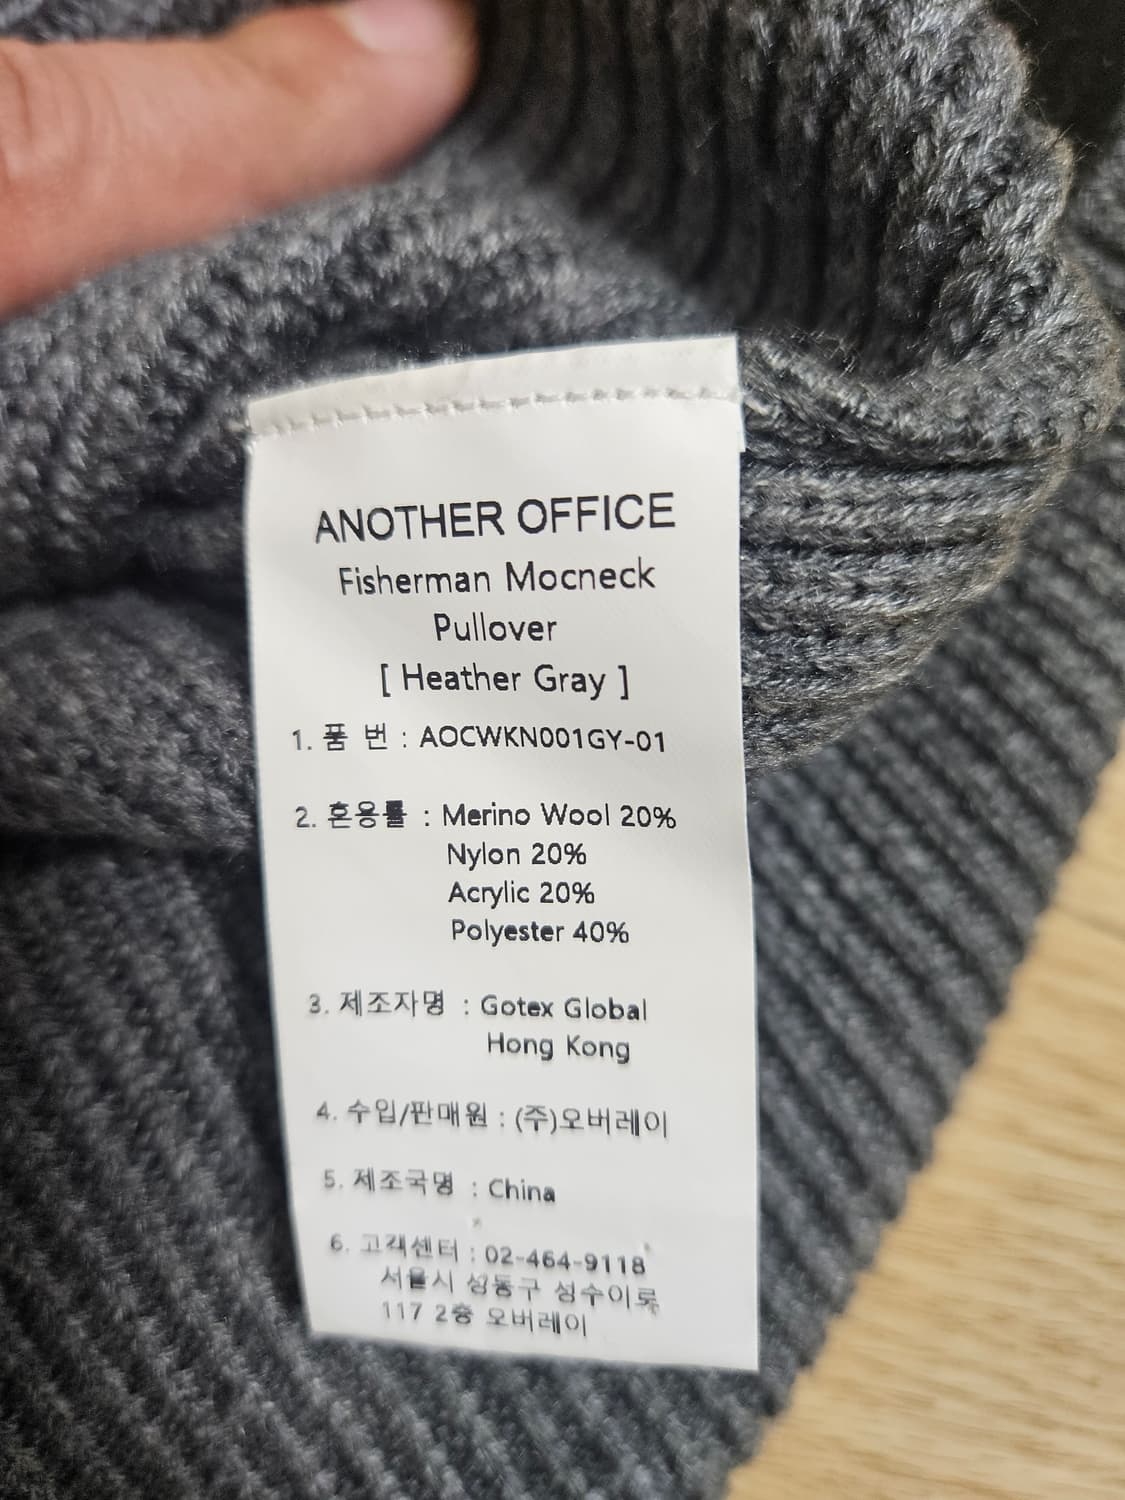 ANOTHER OFFICE
Fisherman Mocneck
Pullover
[ Heather Gray ]
1. 품 번 : AOCWKN001GY-01
2. 혼용률 : Merino Wool 20%
Nylon 20%
Acrylic 20%
Polyester 40%
3. 제조자명 : Gotex Global
Hong Kong
4. 수입/판매원 : (주)오버레이
5. 제조국명 : China
6. 고객센터 : 02-464-9118
서울시 성동구 성수이로
117 2층 오버레이